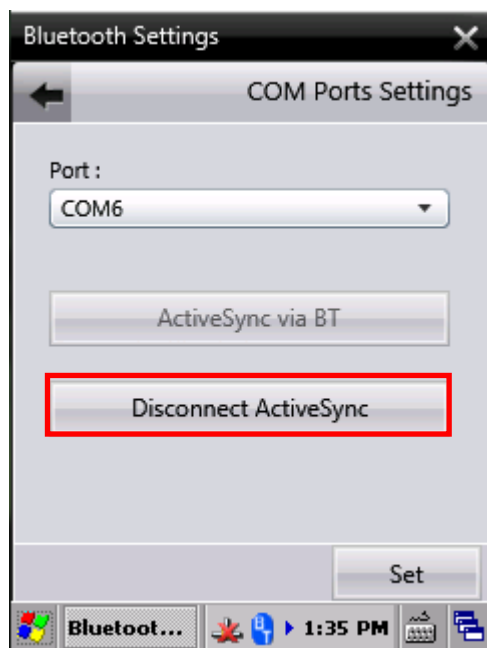 Bluetooth Settings
COM Ports Settings
Port :
COM6
ActiveSync via BT
Disconnect ActiveSync
Set
Bluetoot...
1:35 PM